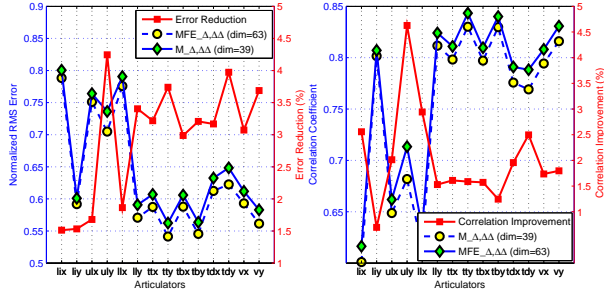 0.85
0.8
0.75
0.7
0.65
0.6
0.55
0.5
Normalized RMS Error
5
4.5
4
3.5
3
2.5
2
1.5
1
Error Reduction (%)
Error Reduction
MFE_Δ,ΔΔ (dim=63)
M_Δ,ΔΔ (dim=39)
lix liy ulx uly llx lly ttx tty tbx tby tdx tdy vx vy
Articulators
0.85
0.8
0.75
0.7
0.65
Correlation Coefficient
5
4.5
4
3.5
3
2.5
2
1.5
1
Correlation Improvement (%)
Correlation Improvement
M_Δ,ΔΔ (dim=39)
MFE_Δ,ΔΔ (dim=63)
lix liy ulx uly llx lly ttx tty tbx tby tdx tdy vx vy
Articulators